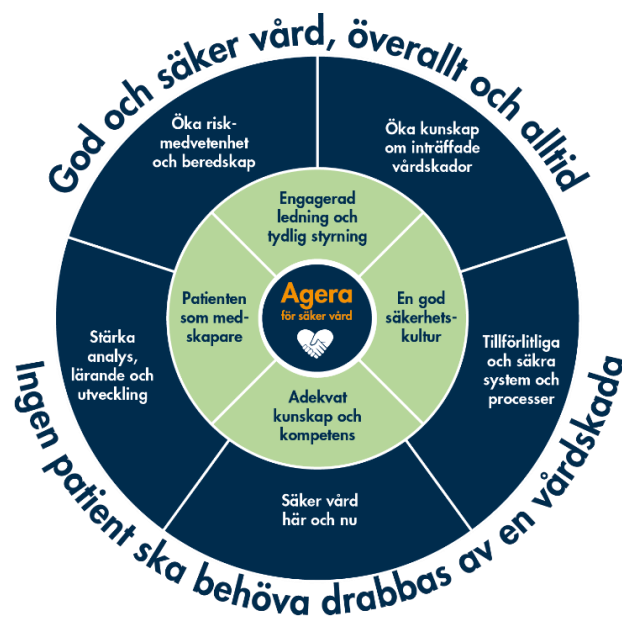 God och säker vård, överallt och alltid
Öka risk-
medvetenhet
och beredskap
Öka kunskap
om inträffade
vårdskador
Engagerad
ledning och
tydlig styrning
Patienten
som med-
skapare
Agera
för säker vård
En god
säkerhets-
kultur
Stärka
analys,
lärande och
utveckling
Tillförlitliga
och säkra
system och
processer
Adekvat
kunskap och
kompetens
Säker vård
här och nu
Ingen patient ska behöva drabbas av en vårdskada